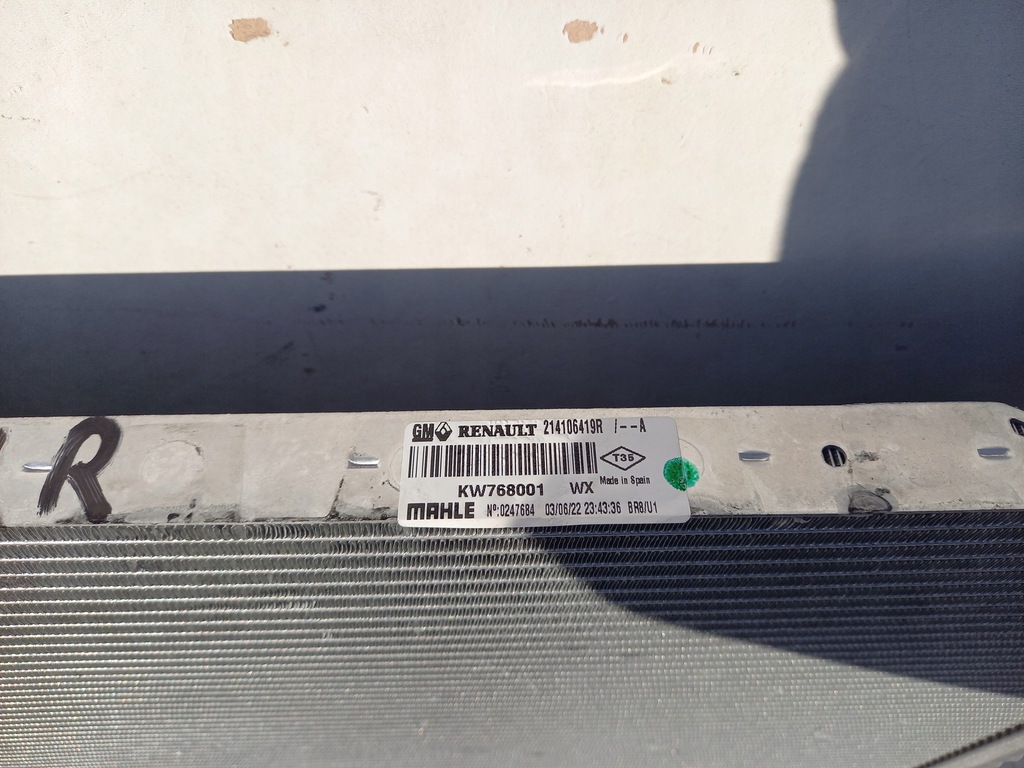 R
GM RENAULT 214106419R /--A
T35
KW768001 WX Made in Spain
MAHLE Nº:0247684 03/06/22 23:43:36 BR8/U1